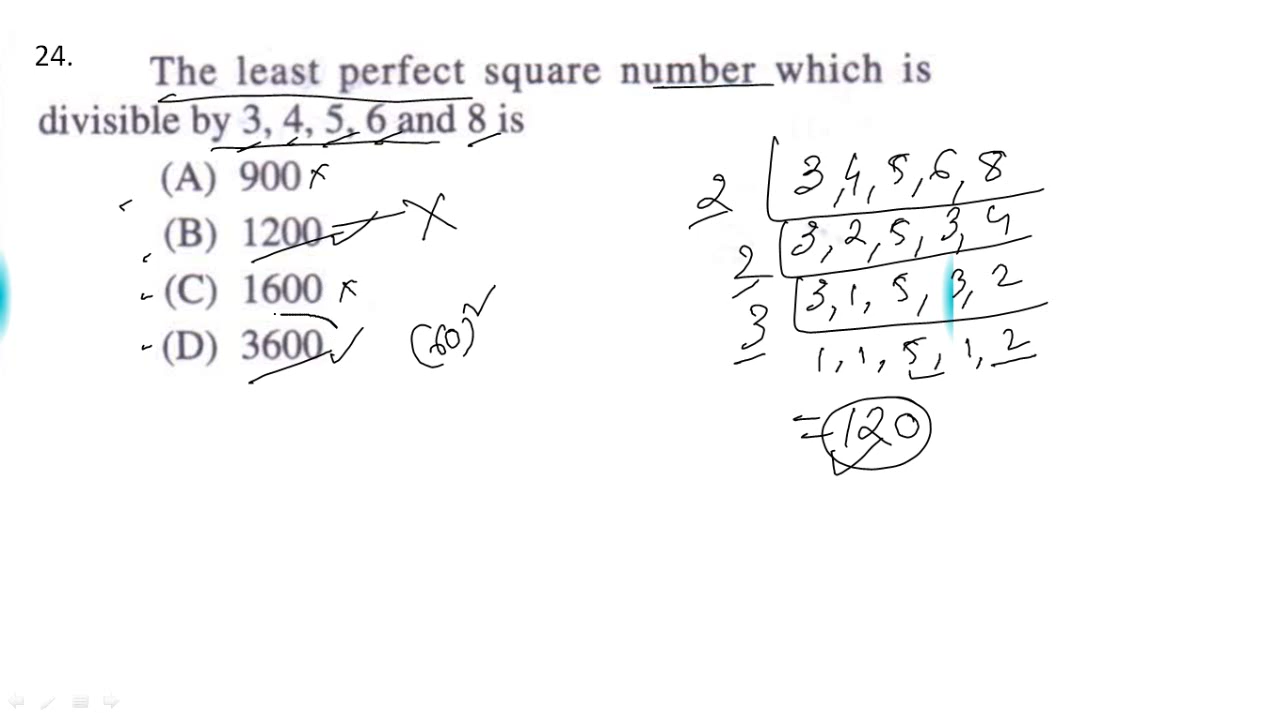 24.
The least perfect square number which is
divisible by 3, 4, 5, 6 and 8 is
(A) 900 ×
(B) 1200 ✓ ×
(C) 1600 ×
(D) 3600 ✓ (60)² ✓
2 | 3, 4, 5, 6, 8
2 | 3, 2, 5, 3, 4
3 | 3, 1, 5, 3, 2
1, 1, 5, 1, 2
= 120